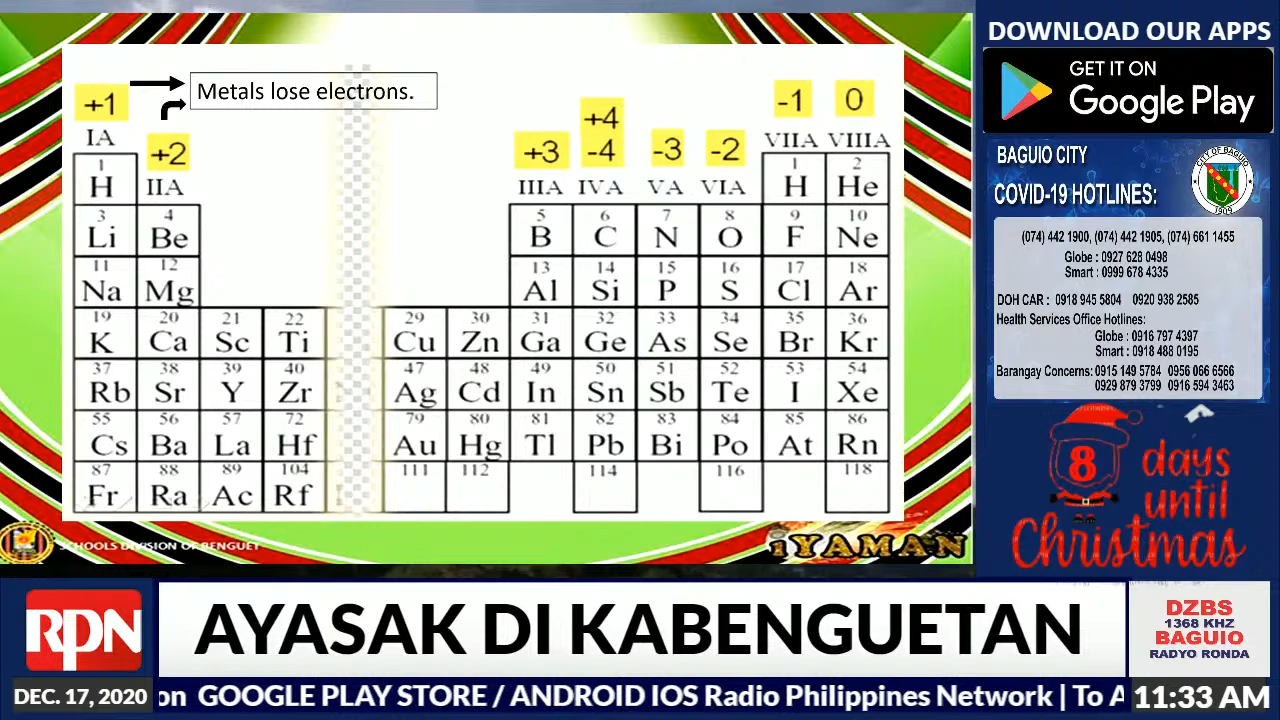 Metals lose electrons.
+1
+2
+3
+4
-4
-3
-2
-1
0
IA
IIA
IIIA
IVA
VA
VIA
VIIA
VIIIA
1 H
1 H
2 He
3 Li
4 Be
5 B
6 C
7 N
8 O
9 F
10 Ne
11 Na
12 Mg
13 Al
14 Si
15 P
16 S
17 Cl
18 Ar
19 K
20 Ca
21 Sc
22 Ti
29 Cu
30 Zn
31 Ga
32 Ge
33 As
34 Se
35 Br
36 Kr
37 Rb
38 Sr
39 Y
40 Zr
47 Ag
48 Cd
49 In
50 Sn
51 Sb
52 Te
53 I
54 Xe
55 Cs
56 Ba
57 La
72 Hf
79 Au
80 Hg
81 Tl
82 Pb
83 Bi
84 Po
85 At
86 Rn
87 Fr
88 Ra
89 Ac
104 Rf
111
112
114
116
118
SCHOOLS DIVISION OF BENGUET
iYAMAN
DOWNLOAD OUR APPS
GET IT ON
Google Play
BAGUIO CITY
COVID-19 HOTLINES:
CITY OF BAGUIO
1909
(074) 442 1900, (074) 442 1905, (074) 661 1455
Globe : 0927 628 0498
Smart : 0999 678 4335
DOH CAR : 0918 945 5804 0920 938 2585
Health Services Office Hotlines:
Globe : 0916 797 4397
Smart : 0918 488 0195
Barangay Concerns: 0915 149 5784 0956 066 6566
0929 879 3799 0916 594 3463
8 days
until
Christmas
RPN
AYASAK DI KABENGUETAN
DZBS
1368 KHZ
BAGUIO
RADYO RONDA
DEC. 17, 2020
on GOOGLE PLAY STORE / ANDROID IOS Radio Philippines Network | To A
11:33 AM